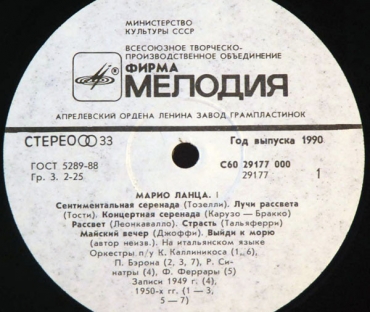 МИНИСТЕРСТВО
КУЛЬТУРЫ СССР
ВСЕСОЮЗНОЕ ТВОРЧЕСКО-
ПРОИЗВОДСТВЕННОЕ ОБЪЕДИНЕНИЕ
ФИРМА
МЕЛОДИЯ
АПРЕЛЕВСКИЙ ОРДЕНА ЛЕНИНА ЗАВОД ГРАМПЛАСТИНОК
СТЕРЕО 33
Год выпуска 1990
ГОСТ 5289-88
С60 29177 000
Гр. 3. 2-25
29177
1
МАРИО ЛАНЦА. I
Сентиментальная серенада (Тозелли). Лучи рассвета
(Тости). Концертная серенада (Карузо — Бракко)
Рассвет (Леонкавалло). Страсть (Тальяферри)
Майский вечер (Джоффи). Выйди к морю
(автор неизв.). На итальянском языке
Оркестры п/у К. Каллиникоса (1, 6),
П. Бэрона (2, 3, 7), Р. Си-
натры (4), Ф. Феррары (5)
Записи 1949 г. (4),
1950-х гг. (1 — 3,
5 — 7)